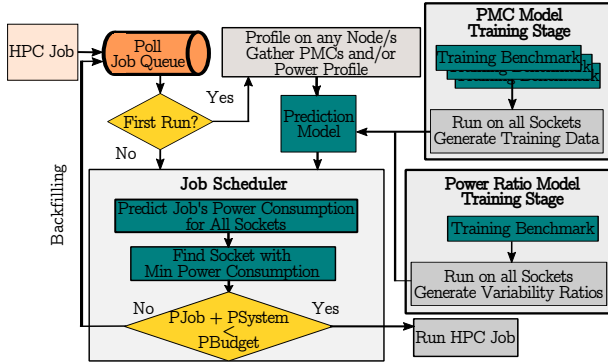 HPC Job
Poll
Job Queue
Profile on any Node/s
Gather PMCs and/or
Power Profile
PMC Model
Training Stage
Training Benchmark
Run on all Sockets
Generate Training Data
First Run?
Yes
No
Prediction
Model
Backfilling
Job Scheduler
Predict Job's Power Consumption
for All Sockets
Find Socket with
Min Power Consumption
No
PJob + PSystem
<
PBudget
Yes
Run HPC Job
Power Ratio Model
Training Stage
Training Benchmark
Run on all Sockets
Generate Variability Ratios